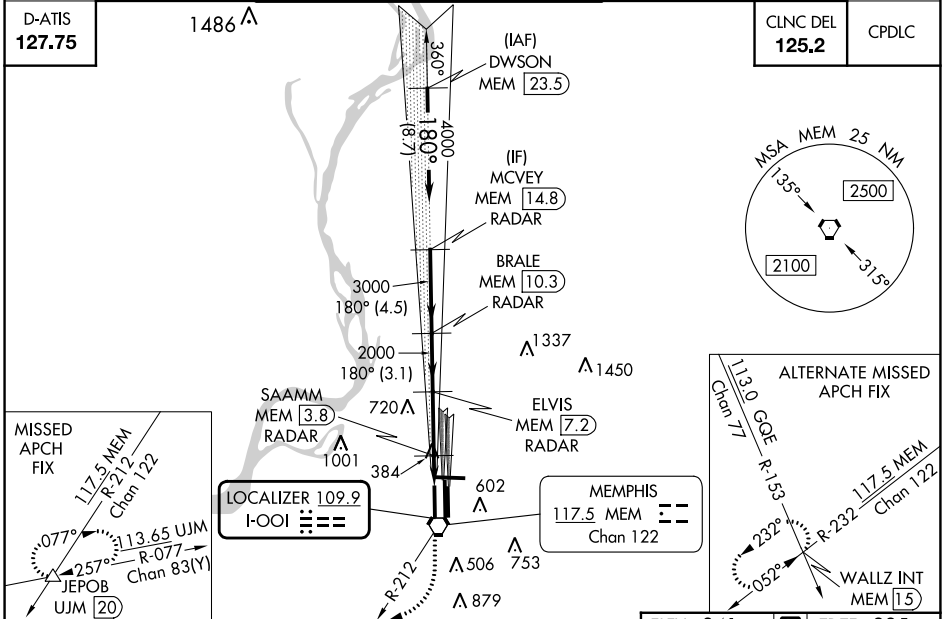 D-ATIS
127.75
1486
(IAF)
DWSON
MEM 23.5
CLNC DEL
125.2
CPDLC
360°
4000
180°
(8.7)
(IF)
MCVEY
MEM 14.8
RADAR
MSA MEM 25 NM
135°
2500
2100
315°
BRALE
MEM 10.3
RADAR
3000
180° (4.5)
2000
180° (3.1)
1337
1450
SAAMM
MEM 3.8
RADAR
720
1001
384
ELVIS
MEM 7.2
RADAR
602
MISSED
APCH
FIX
117.5 MEM
R-212
Chan 122
077°
257°
113.65 UJM
R-077
Chan 83(Y)
JEPOB
UJM 20
LOCALIZER 109.9
I-OOI
MEMPHIS
117.5 MEM
Chan 122
R-212
506
753
879
ALTERNATE MISSED
APCH FIX
113.0 GQE
Chan 77
R-153
117.5 MEM
Chan 122
R-232
232°
052°
WALLZ INT
MEM 15